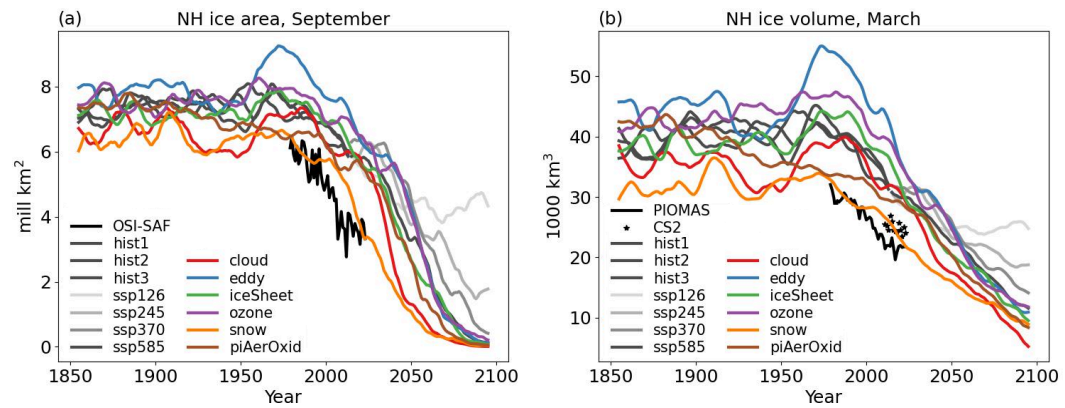 (a) NH ice area, September
mill km²
8
6
4
2
0
OSI-SAF
hist1
hist2
hist3
ssp126
ssp245
ssp370
ssp585
cloud
eddy
iceSheet
ozone
snow
piAerOxid
1850 1900 1950 2000 2050 2100
Year
(b) NH ice volume, March
1000 km³
50
40
30
20
10
PIOMAS
CS2
hist1
hist2
hist3
ssp126
ssp245
ssp370
ssp585
cloud
eddy
iceSheet
ozone
snow
piAerOxid
1850 1900 1950 2000 2050 2100
Year